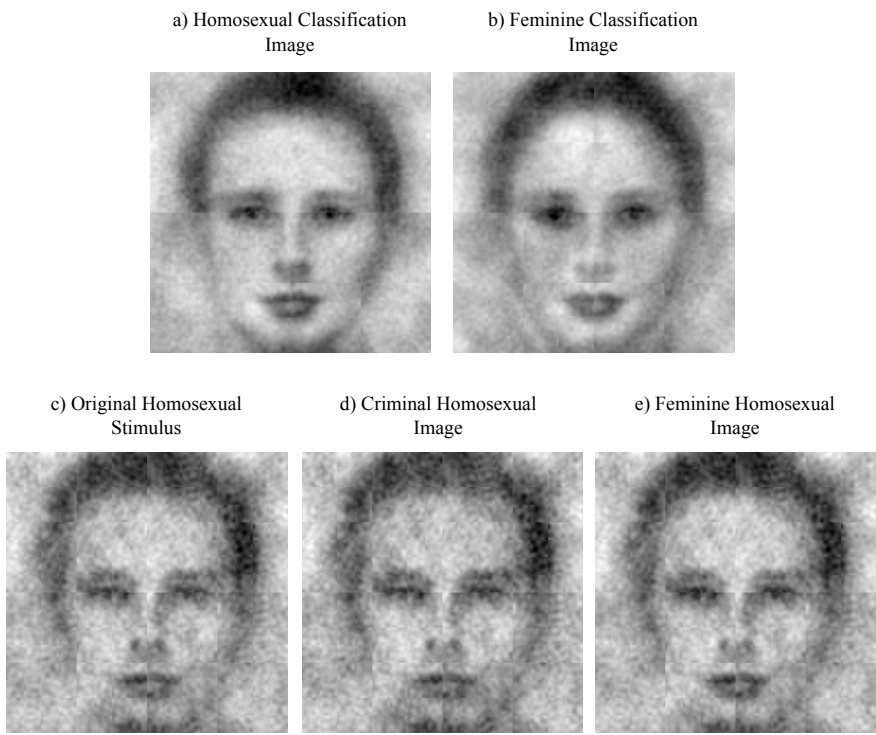 a) Homosexual Classification
Image
b) Feminine Classification
Image
c) Original Homosexual
Stimulus
d) Criminal Homosexual
Image
e) Feminine Homosexual
Image